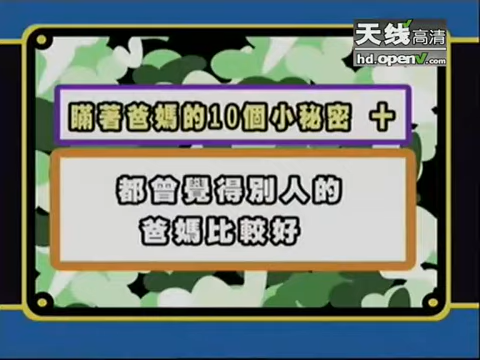 天线高清
hd.openv.com
瞞著爸媽的10個小秘密 十
都曾覺得別人的
爸媽比較好